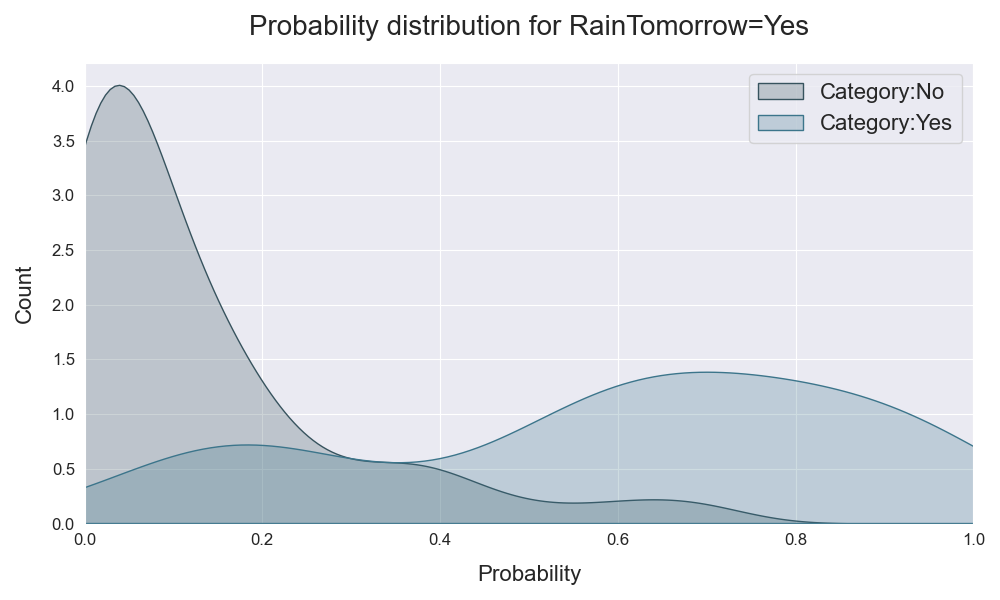 Probability distribution for RainTomorrow=Yes
Category:No
Category:Yes
Count
4.0
3.5
3.0
2.5
2.0
1.5
1.0
0.5
0.0
0.0 0.2 0.4 0.6 0.8 1.0
Probability